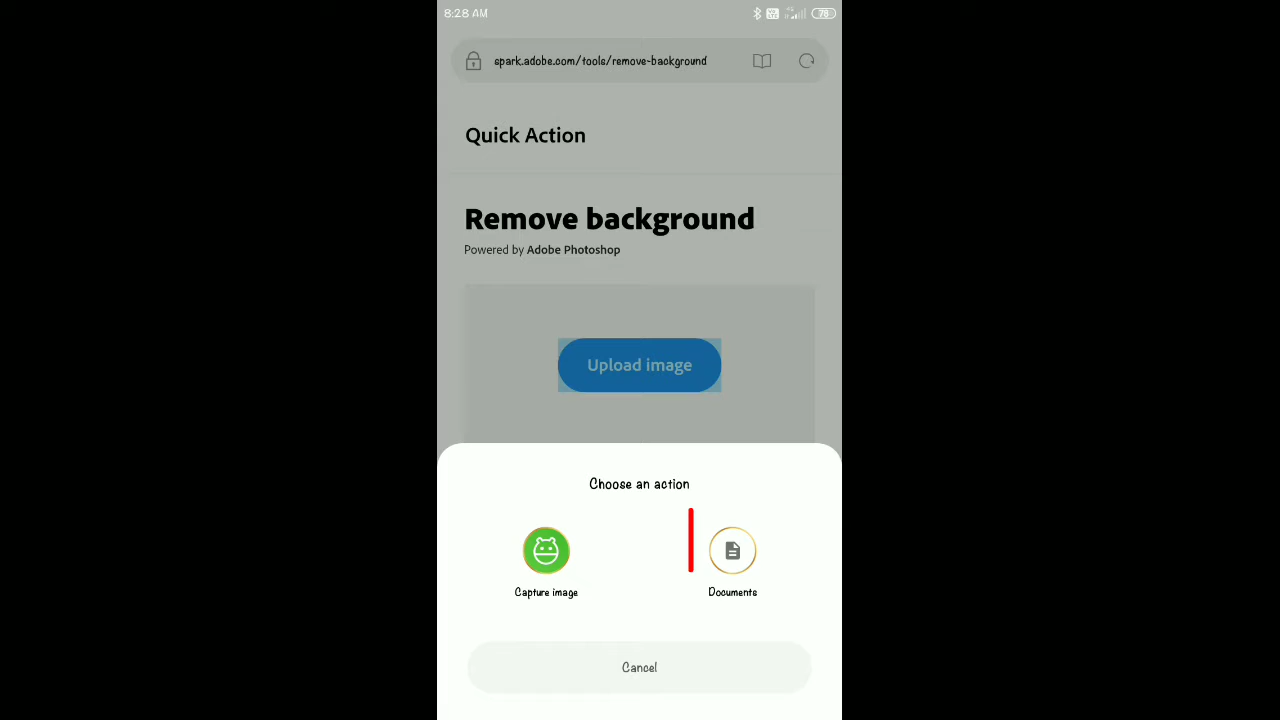 8:28 AM
78
spark.adobe.com/tools/remove-background
Quick Action
Remove background
Powered by Adobe Photoshop
Upload image
Choose an action
Capture image
Documents
Cancel